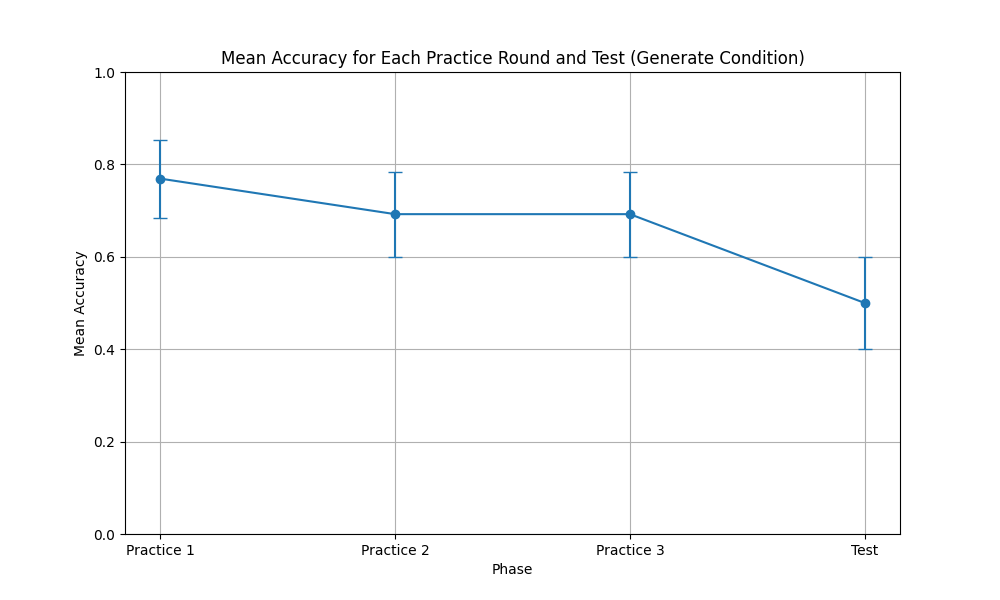 Mean Accuracy for Each Practice Round and Test (Generate Condition)
1.0
0.8
0.6
0.4
0.2
0.0
Mean Accuracy
Practice 1
Practice 2
Practice 3
Test
Phase